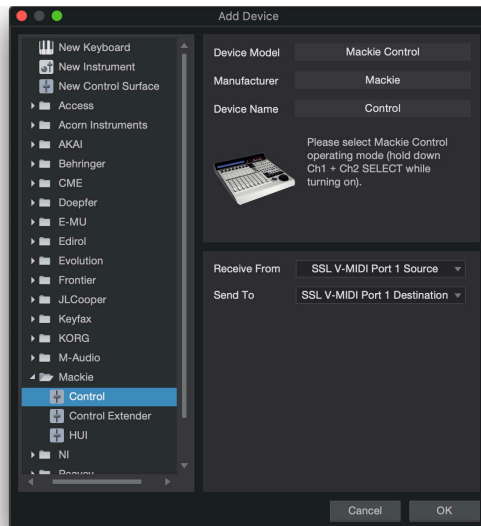 Add Device
New Keyboard
New Instrument
New Control Surface
Access
Acorn Instruments
AKAI
Behringer
CME
Doepfer
E-MU
Edirol
Evolution
Frontier
JLCooper
Keyfax
KORG
M-Audio
Mackie
Control
Control Extender
HUI
NI
Peavey
Device Model
Mackie Control
Manufacturer
Mackie
Device Name
Control
Please select Mackie Control
operating mode (hold down
Ch1 + Ch2 SELECT while
turning on).
Receive From
SSL V-MIDI Port 1 Source
Send To
SSL V-MIDI Port 1 Destination
Cancel
OK